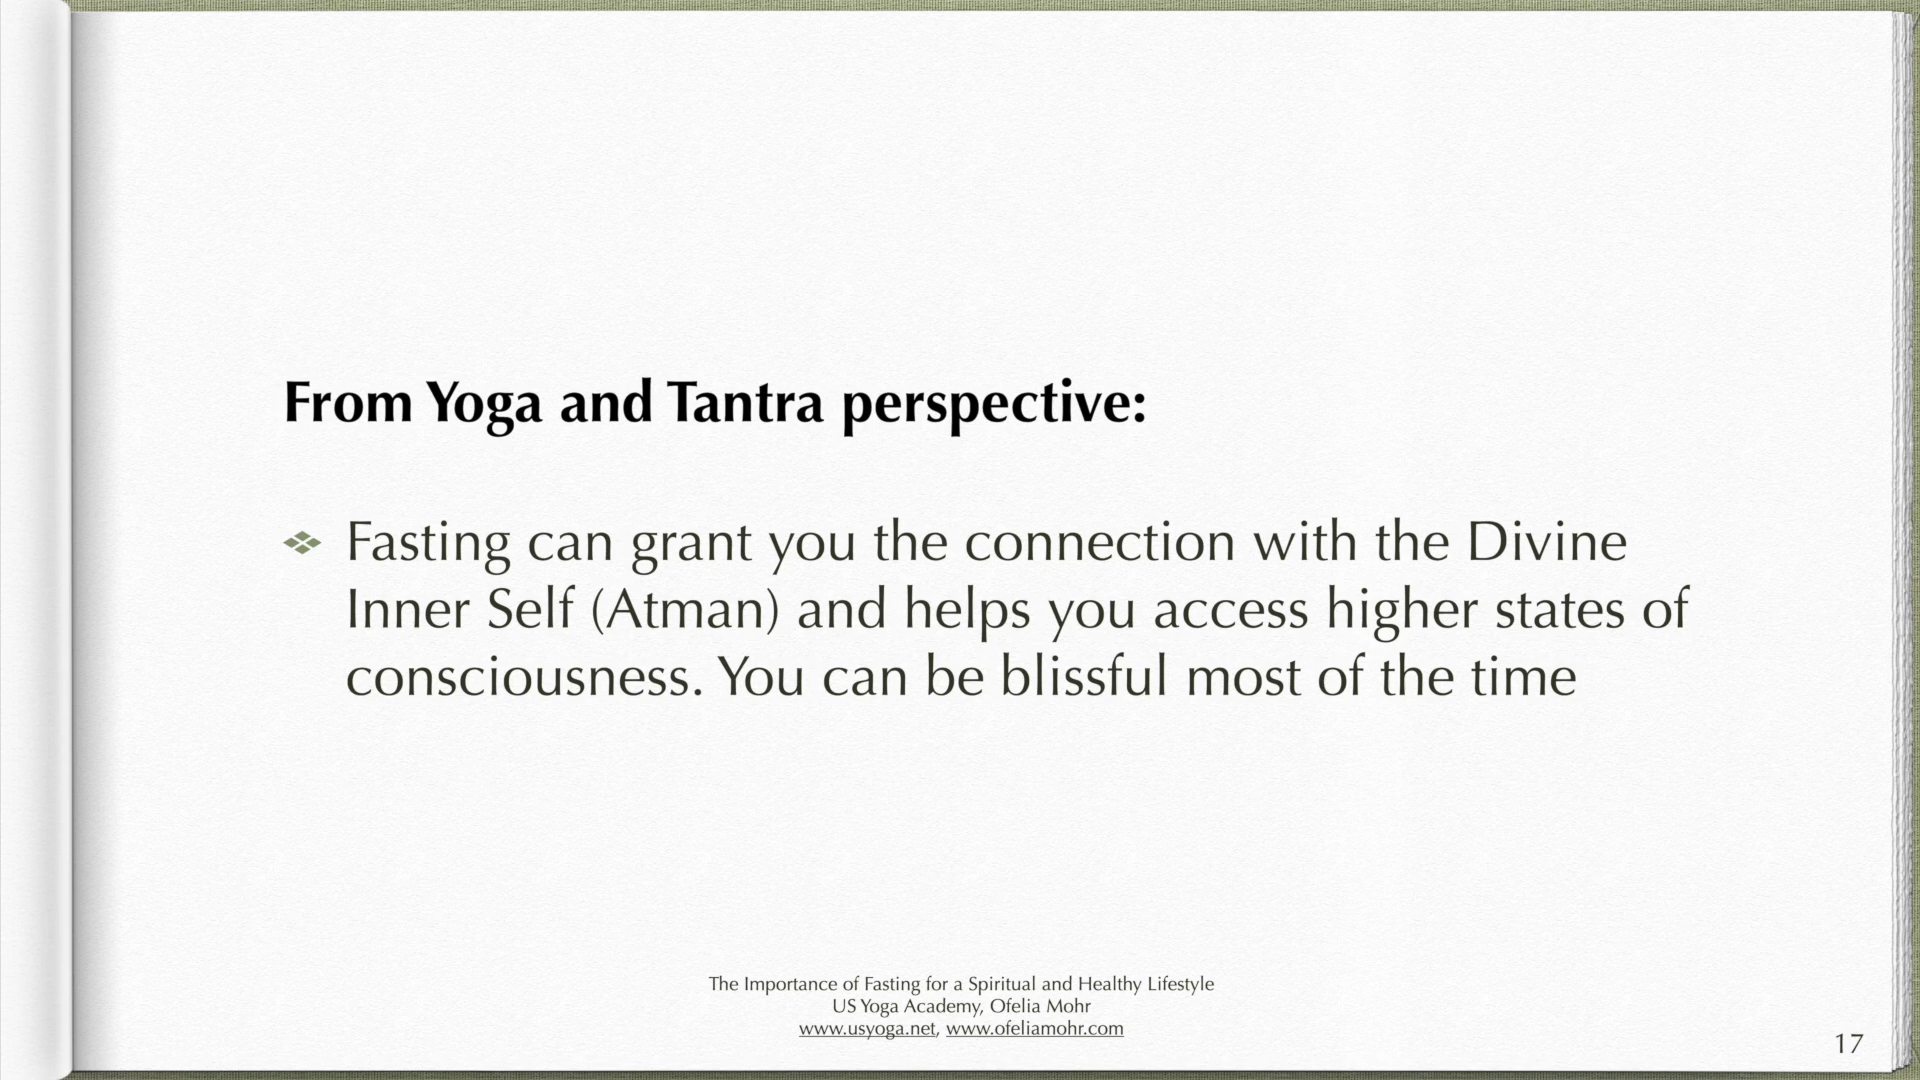 From Yoga and Tantra perspective:
Fasting can grant you the connection with the Divine
Inner Self (Atman) and helps you access higher states of
consciousness. You can be blissful most of the time
The Importance of Fasting for a Spiritual and Healthy Lifestyle
US Yoga Academy, Ofelia Mohr
www.usyoga.net, www.ofeliamohr.com
17